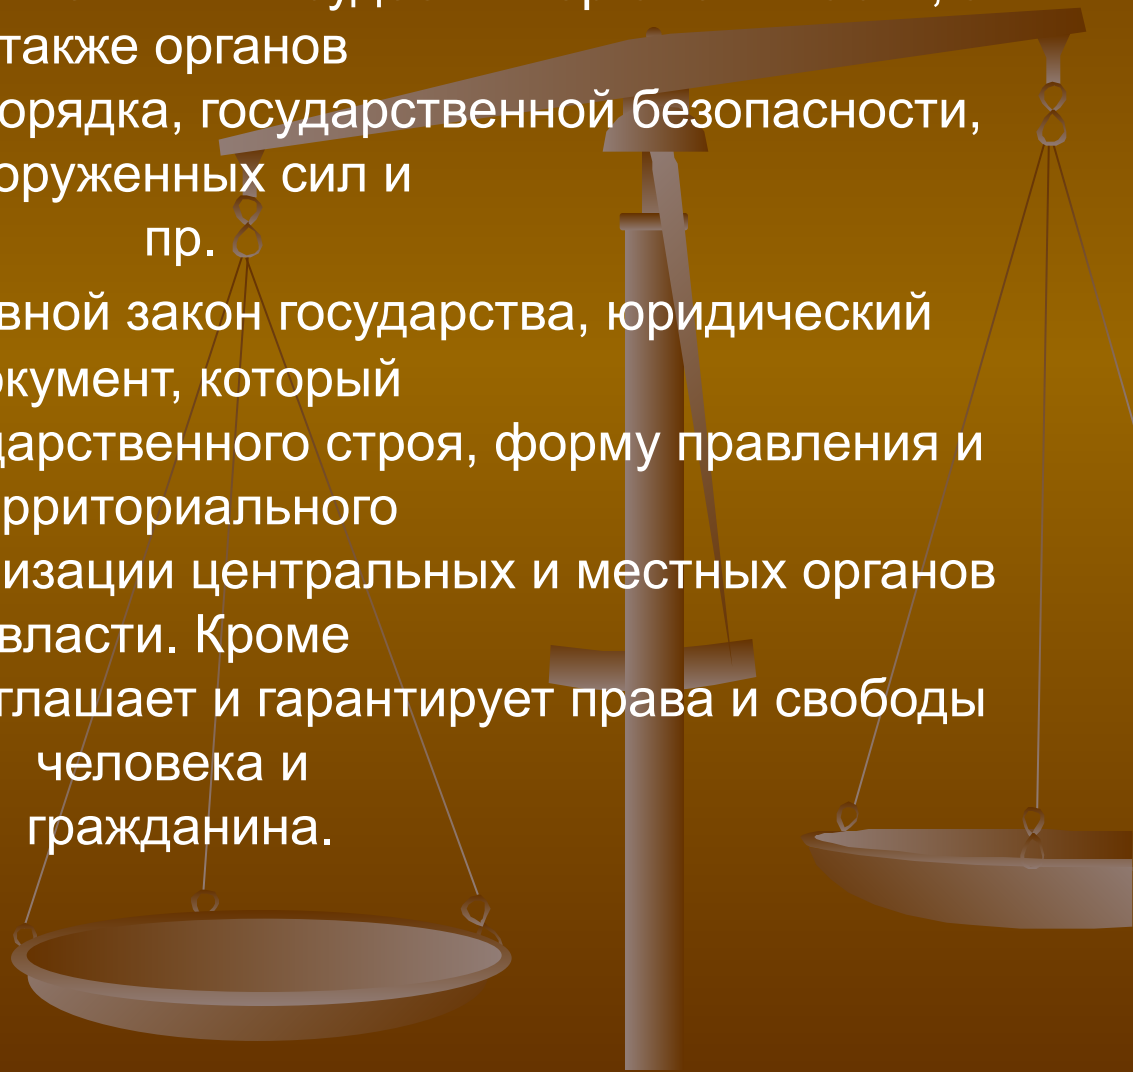 также органов
орядка, государственной безопасности,
оруженных сил и
пр.
вной закон государства, юридический
окумент, который
дарственного строя, форму правления и
рриториального
изации центральных и местных органов
власти. Кроме
глашает и гарантирует права и свободы
человека и
гражданина.